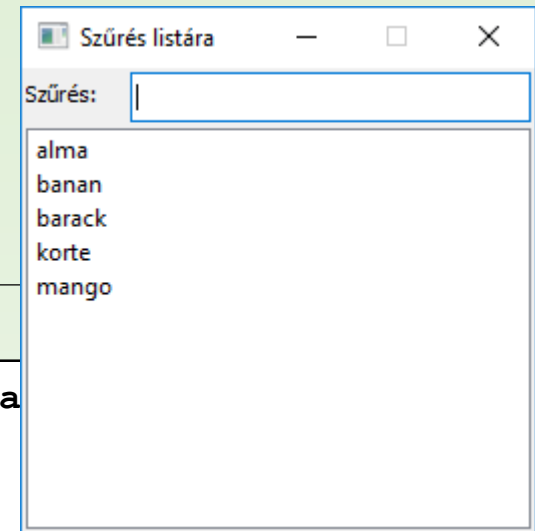 Szűrés listára
Szűrés:
alma
banan
barack
korte
mango
a